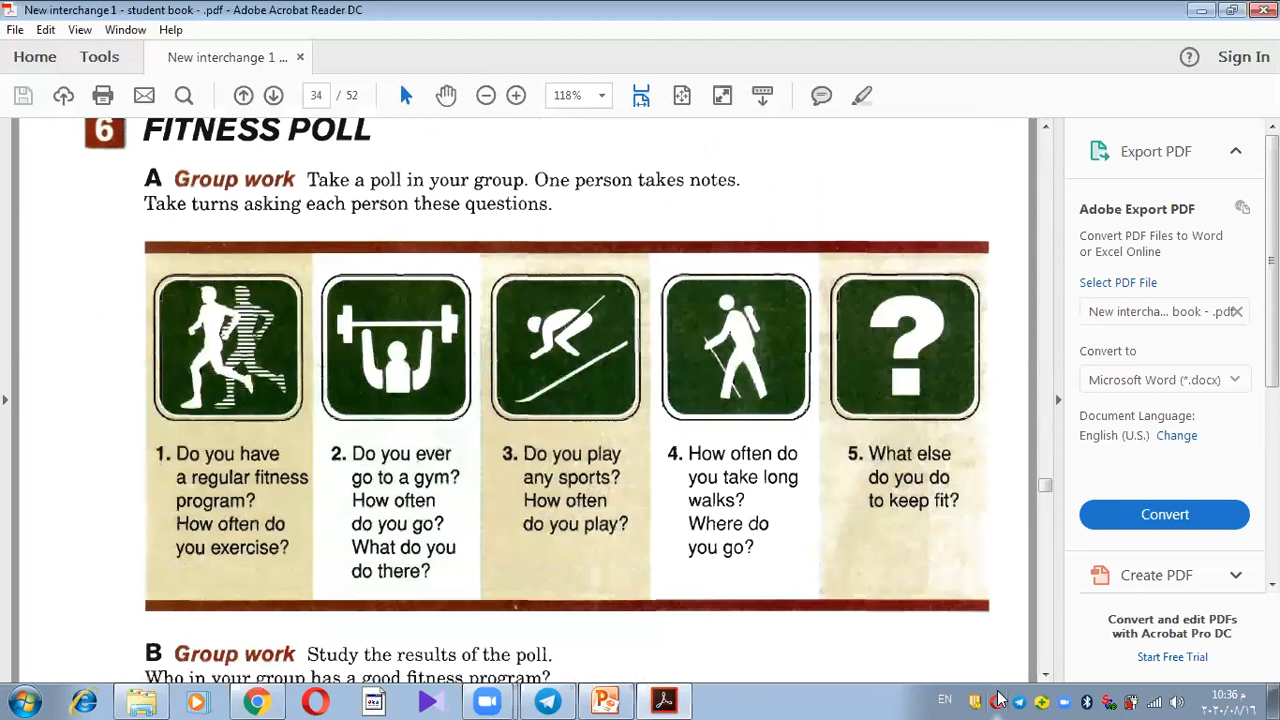 New interchange 1 - student book - .pdf - Adobe Acrobat Reader DC
File Edit View Window Help
Home Tools New interchange 1 ... × Sign In
34 / 52 118%
6 FITNESS POLL
A Group work Take a poll in your group. One person takes notes.
Take turns asking each person these questions.
1. Do you have
a regular fitness
program?
How often do
you exercise?
2. Do you ever
go to a gym?
How often
do you go?
What do you
do there?
3. Do you play
any sports?
How often
do you play?
4. How often do
you take long
walks?
Where do
you go?
5. What else
do you do
to keep fit?
B Group work Study the results of the poll.
Who in your group has a good fitness program?
Export PDF
Adobe Export PDF
Convert PDF Files to Word
or Excel Online
Select PDF File
New intercha... book - .pdf
Convert to
Microsoft Word (*.docx)
Document Language:
English (U.S.) Change
Convert
Create PDF
Convert and edit PDFs
with Acrobat Pro DC
Start Free Trial
EN
10:36 م
٢٠٢٠/٠٨/١٦